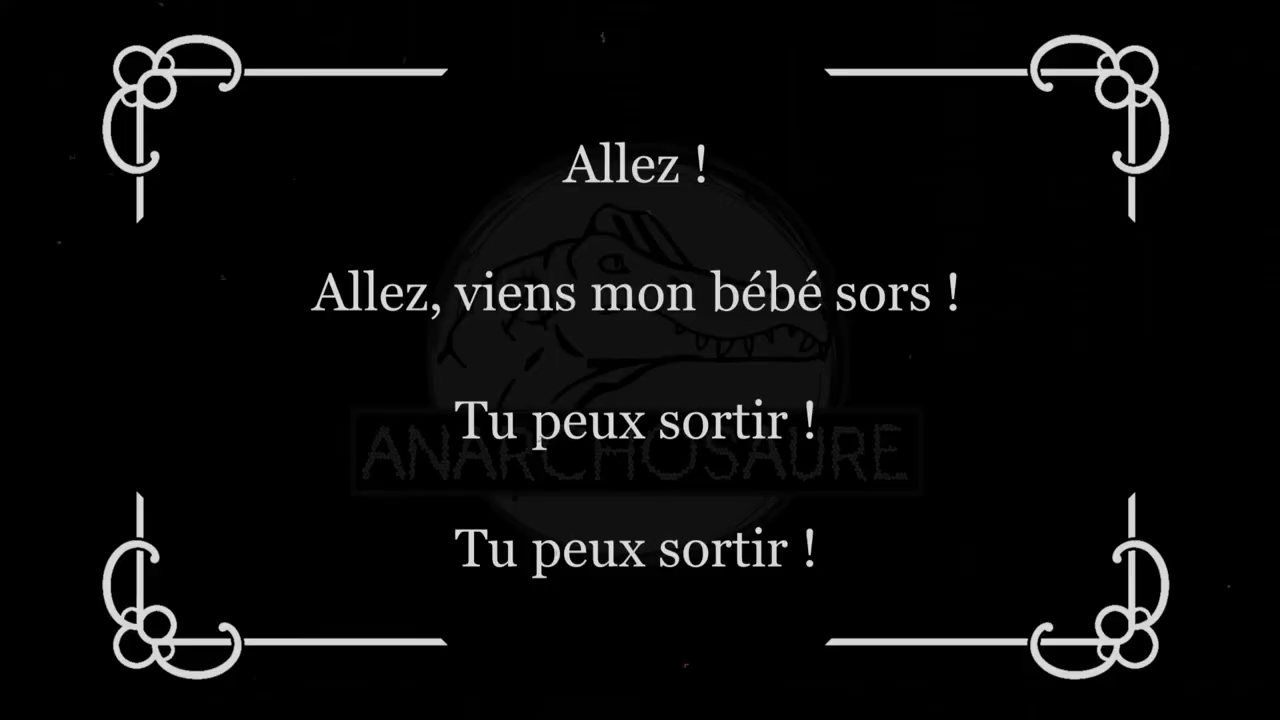 Allez !
Allez, viens mon bébé sors !
Tu peux sortir !
ANARCHOSAURE
Tu peux sortir !